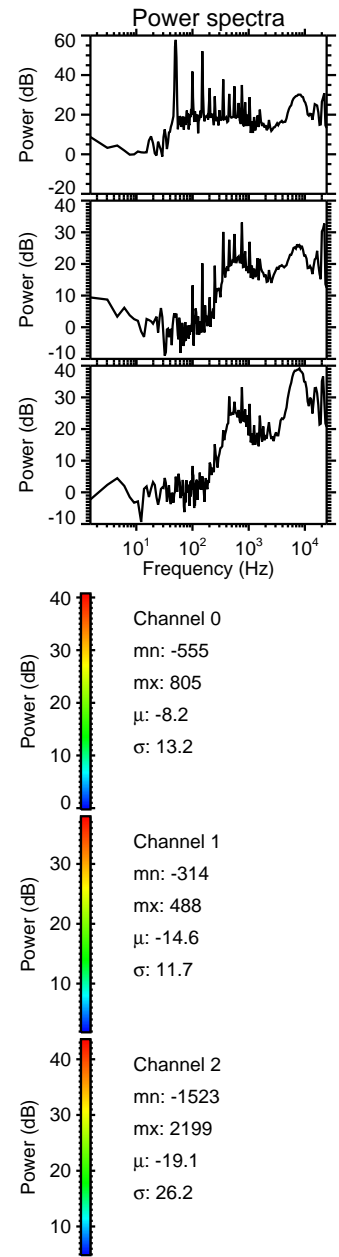 Power spectra
60
40
20
0
-20
Power (dB)
40
30
20
10
0
-10
Power (dB)
40
30
20
10
0
-10
Power (dB)
10¹ 10² 10³ 10⁴
Frequency (Hz)
40
30
20
10
0
Power (dB)
Channel 0
mn: -555
mx: 805
μ: -8.2
σ: 13.2
30
20
10
Power (dB)
Channel 1
mn: -314
mx: 488
μ: -14.6
σ: 11.7
40
30
20
10
Power (dB)
Channel 2
mn: -1523
mx: 2199
μ: -19.1
σ: 26.2